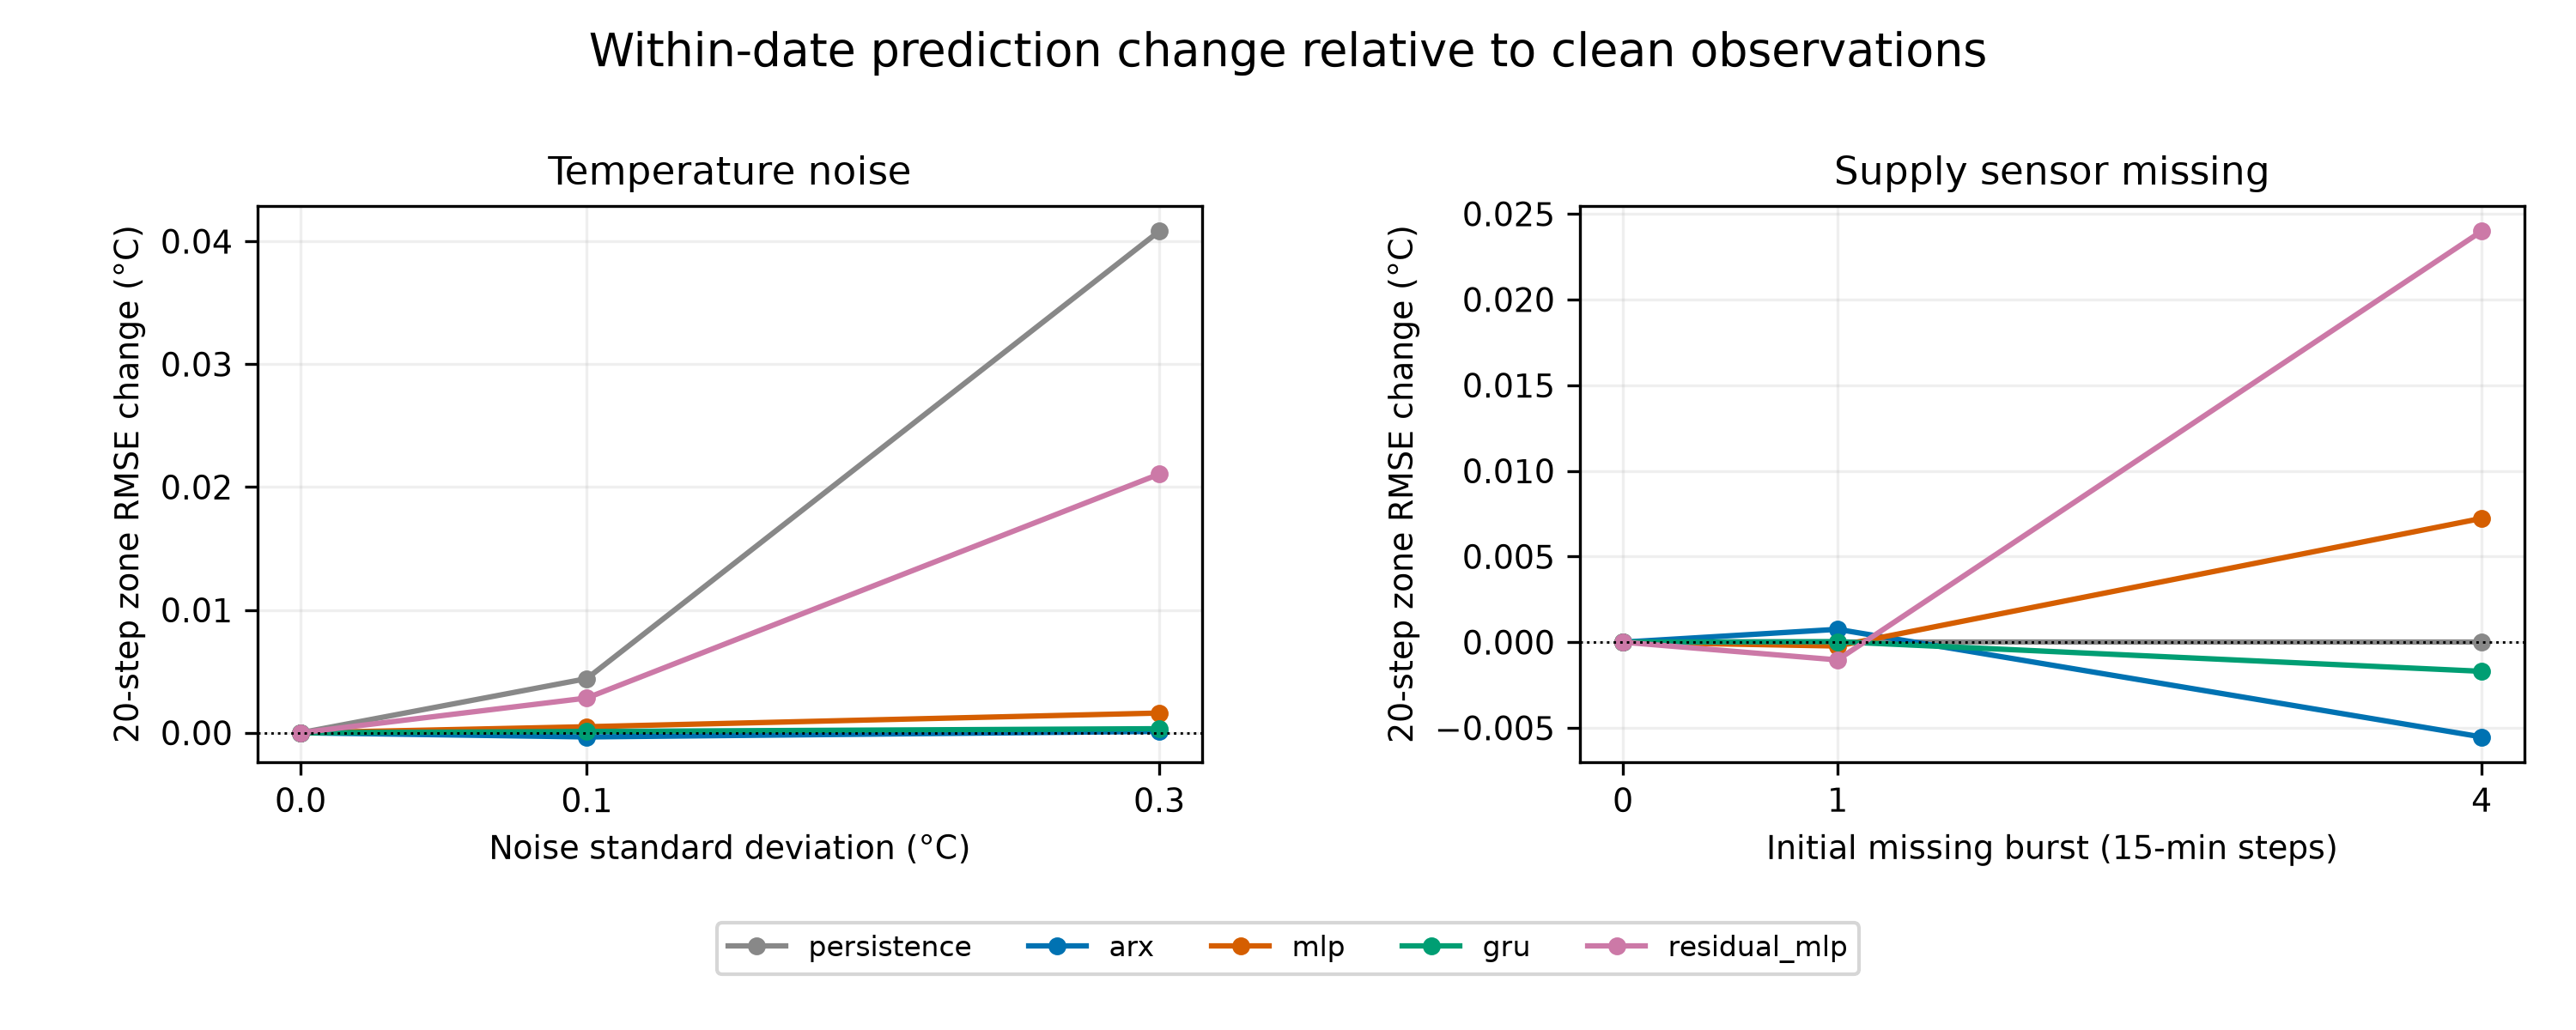 Within-date prediction change relative to clean observations
Temperature noise
20-step zone RMSE change (°C)
0.04
0.03
0.02
0.01
0.00
0.0 0.1 0.3
Noise standard deviation (°C)
Supply sensor missing
20-step zone RMSE change (°C)
0.025
0.020
0.015
0.010
0.005
0.000
−0.005
0 1 4
Initial missing burst (15-min steps)
persistence arx mlp gru residual_mlp